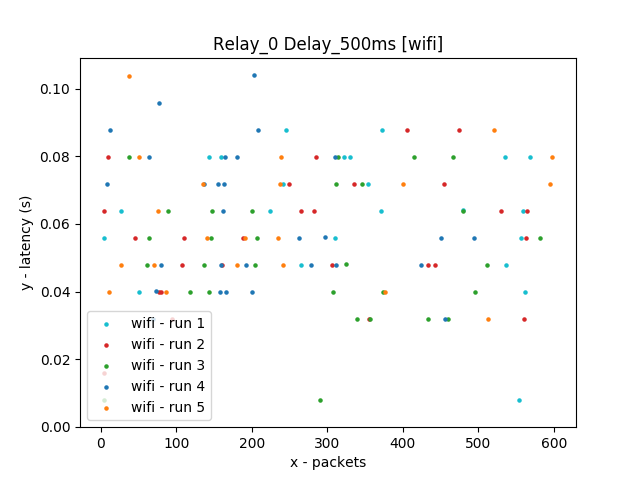 Relay_0 Delay_500ms [wifi]
y - latency (s)
0.10
0.08
0.06
0.04
0.02
0.00
wifi - run 1
wifi - run 2
wifi - run 3
wifi - run 4
wifi - run 5
0 100 200 300 400 500 600
x - packets